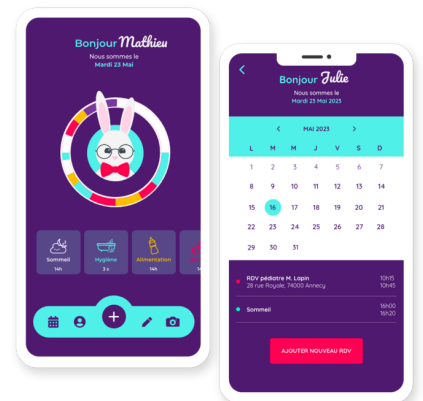 Bonjour Mathieu
Nous sommes le
Mardi 23 Mai
Sommeil
14h
Hygiène
3 x
Alimentation
14h
Bonjour Julie
Nous sommes le
Mardi 23 Mai 2023
MAI 2023
L M M J V S D
1 2 3 4 5 6 7
8 9 10 11 12 13 14
15 16 17 18 19 20 21
22 23 24 25 26 27 28
29 30 31
RDV pédiatre M. Lapin 10h15
28 rue Royale, 74000 Annecy 10h45
Sommeil 16h00
16h20
AJOUTER NOUVEAU RDV